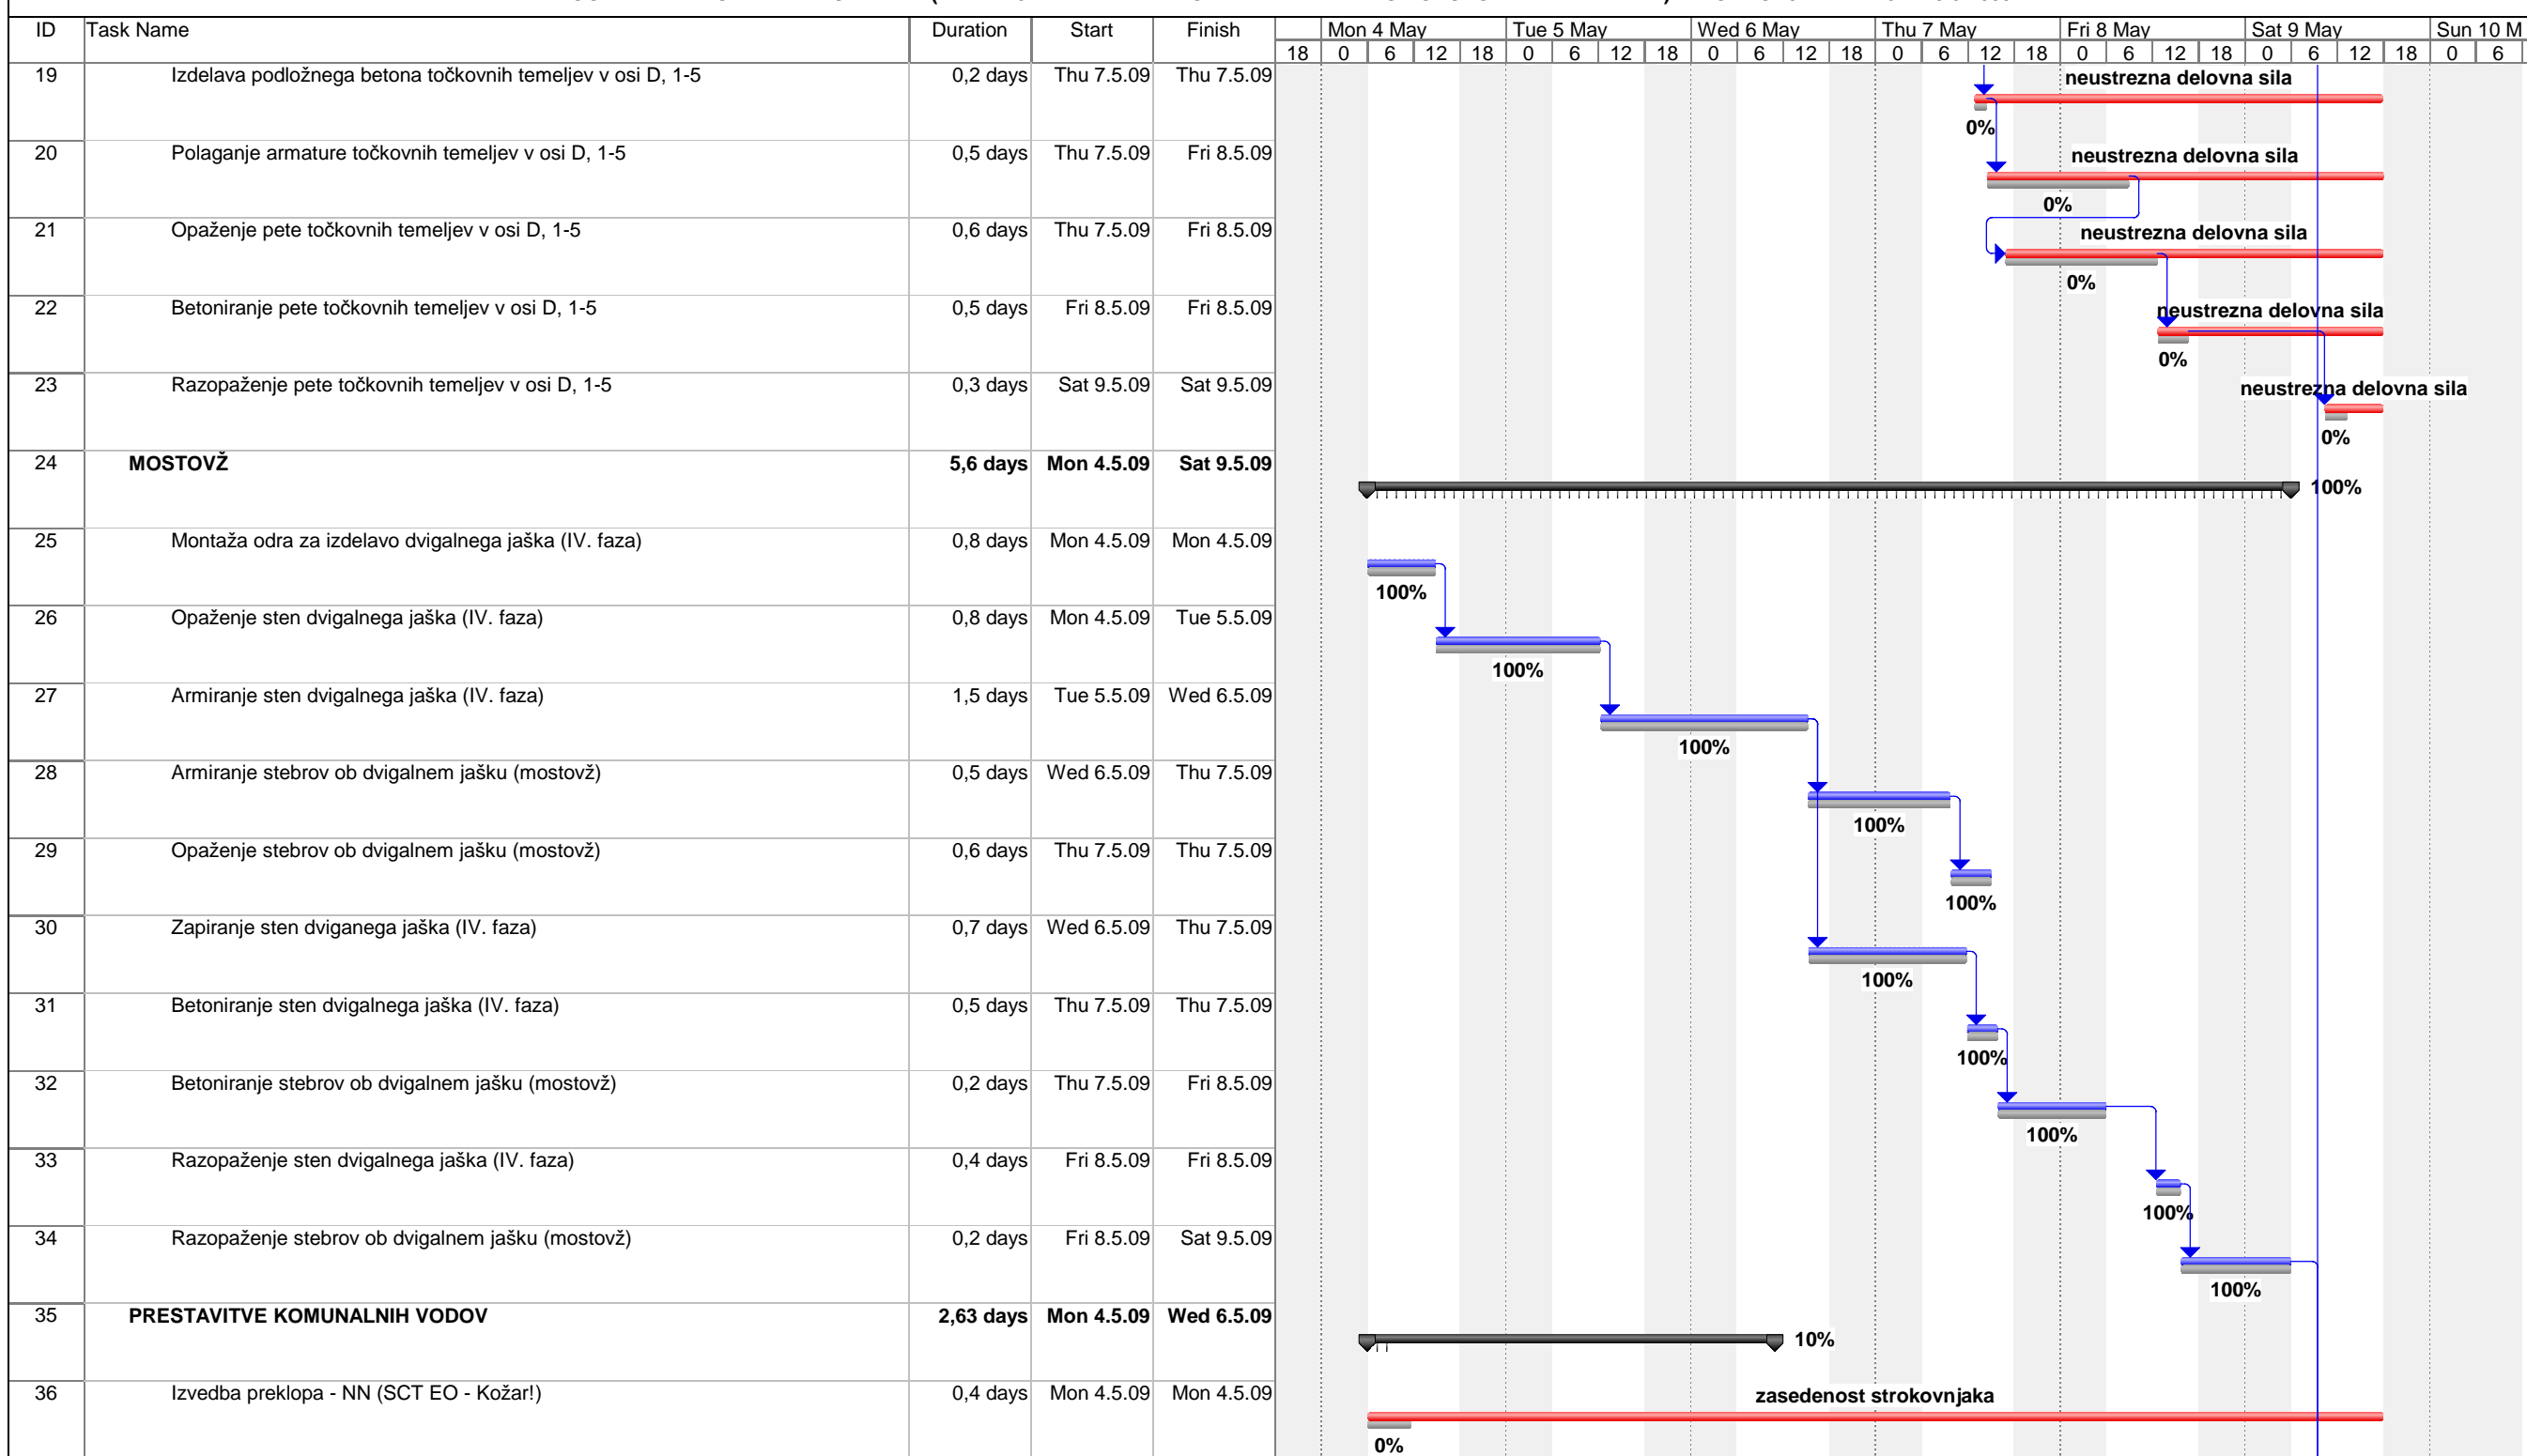 ID Task Name Duration Start Finish Mon 4 May Tue 5 May Wed 6 May Thu 7 May Fri 8 May Sat 9 May Sun 10 M
18 0 6 12 18 0 6 12 18 0 6 12 18 0 6 12 18 0 6 12 18 0 6 12 18 0 6
19 Izdelava podložnega betona točkovnih temeljev v osi D, 1-5 0,2 days Thu 7.5.09 Thu 7.5.09 neustrezna delovna sila
0%
20 Polaganje armature točkovnih temeljev v osi D, 1-5 0,5 days Thu 7.5.09 Fri 8.5.09 neustrezna delovna sila
0%
21 Opaženje pete točkovnih temeljev v osi D, 1-5 0,6 days Thu 7.5.09 Fri 8.5.09 neustrezna delovna sila
0%
22 Betoniranje pete točkovnih temeljev v osi D, 1-5 0,5 days Fri 8.5.09 Fri 8.5.09 neustrezna delovna sila
0%
23 Razopaženje pete točkovnih temeljev v osi D, 1-5 0,3 days Sat 9.5.09 Sat 9.5.09 neustrezna delovna sila
0%
24 MOSTOVŽ 5,6 days Mon 4.5.09 Sat 9.5.09
100%
25 Montaža odra za izdelavo dvigalnega jaška (IV. faza) 0,8 days Mon 4.5.09 Mon 4.5.09
100%
26 Opaženje sten dvigalnega jaška (IV. faza) 0,8 days Mon 4.5.09 Tue 5.5.09
100%
27 Armiranje sten dvigalnega jaška (IV. faza) 1,5 days Tue 5.5.09 Wed 6.5.09
100%
28 Armiranje stebrov ob dvigalnem jašku (mostovž) 0,5 days Wed 6.5.09 Thu 7.5.09
100%
29 Opaženje stebrov ob dvigalnem jašku (mostovž) 0,6 days Thu 7.5.09 Thu 7.5.09
100%
30 Zapiranje sten dviganega jaška (IV. faza) 0,7 days Wed 6.5.09 Thu 7.5.09
100%
31 Betoniranje sten dvigalnega jaška (IV. faza) 0,5 days Thu 7.5.09 Thu 7.5.09
100%
32 Betoniranje stebrov ob dvigalnem jašku (mostovž) 0,2 days Thu 7.5.09 Fri 8.5.09
100%
33 Razopaženje sten dvigalnega jaška (IV. faza) 0,4 days Fri 8.5.09 Fri 8.5.09
100%
34 Razopaženje stebrov ob dvigalnem jašku (mostovž) 0,2 days Fri 8.5.09 Sat 9.5.09
100%
35 PRESTAVITVE KOMUNALNIH VODOV 2,63 days Mon 4.5.09 Wed 6.5.09
10%
36 Izvedba preklopa - NN (SCT EO - Kožar!) 0,4 days Mon 4.5.09 Mon 4.5.09 zasedenost strokovnjaka
0%